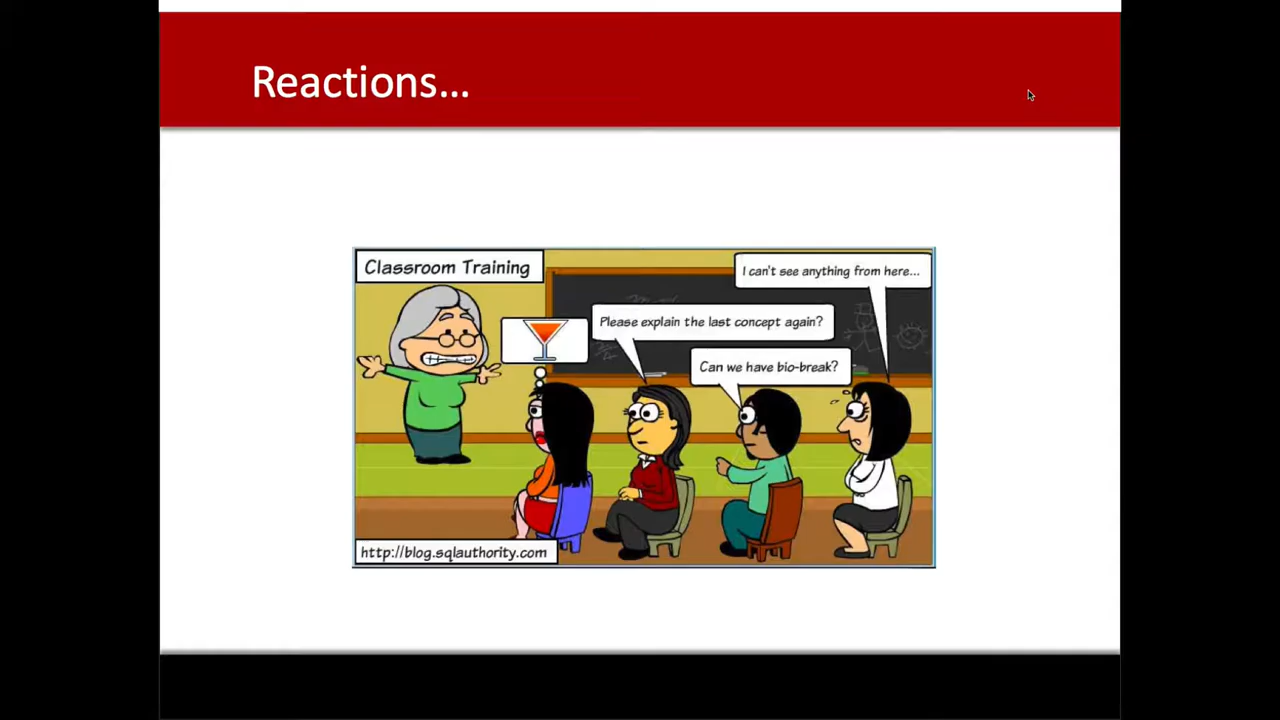 Reactions...
Classroom Training
I can't see anything from here...
Please explain the last concept again?
Can we have bio-break?
http://blog.sqlauthority.com